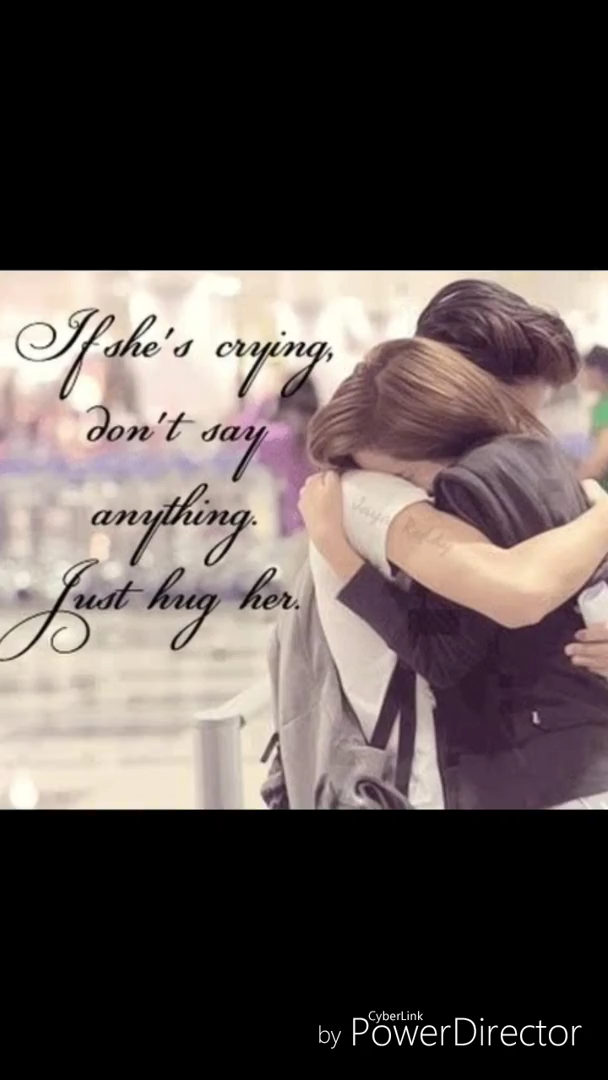 If she's crying,
don't say
anything.
Just hug her.
CyberLink
by PowerDirector